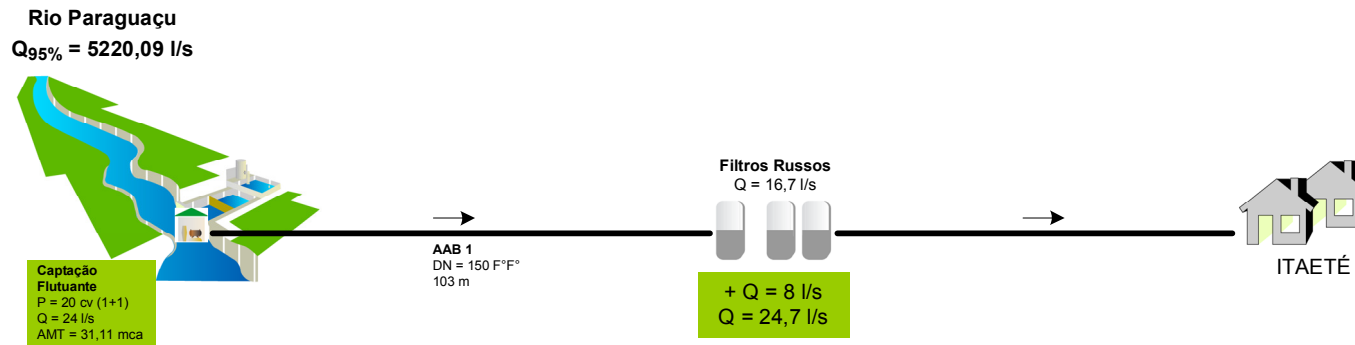 Rio Paraguaçu
Q95% = 5220,09 l/s
Captação
Flutuante
P = 20 cv (1+1)
Q = 24 l/s
AMT = 31,11 mca
AAB 1
DN = 150 F°F°
103 m
Filtros Russos
Q = 16,7 l/s
+ Q = 8 l/s
Q = 24,7 l/s
ITAETÉ